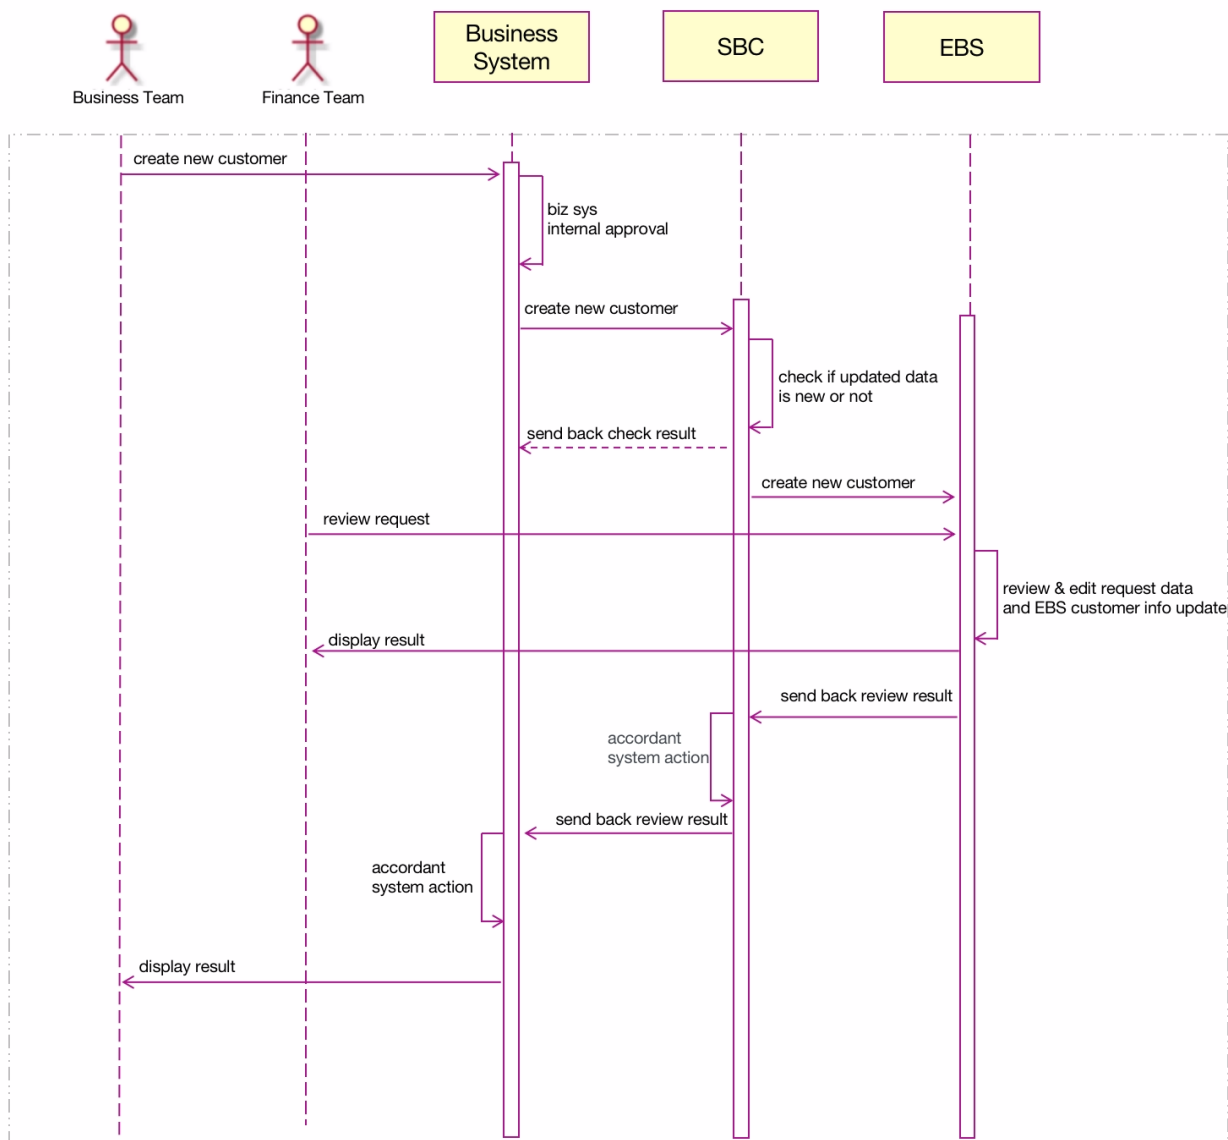 Business
System
SBC
EBS
Business Team
Finance Team
create new customer
biz sys
internal approval
create new customer
check if updated data
is new or not
send back check result
create new customer
review request
review & edit request data
and EBS customer info update
display result
send back review result
accordant
system action
send back review result
accordant
system action
display result